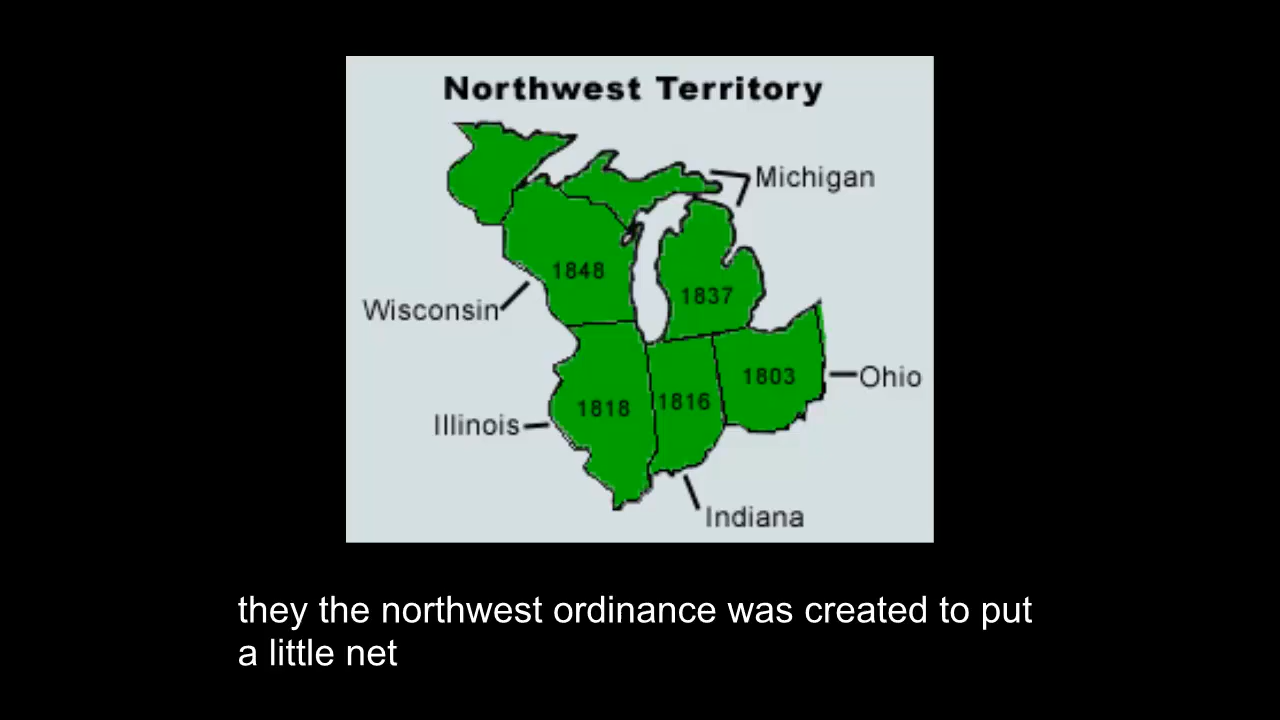 Northwest Territory
Michigan
1848
1837
Wisconsin
1803
Ohio
1818
1816
Illinois
Indiana
they the northwest ordinance was created to put
a little net